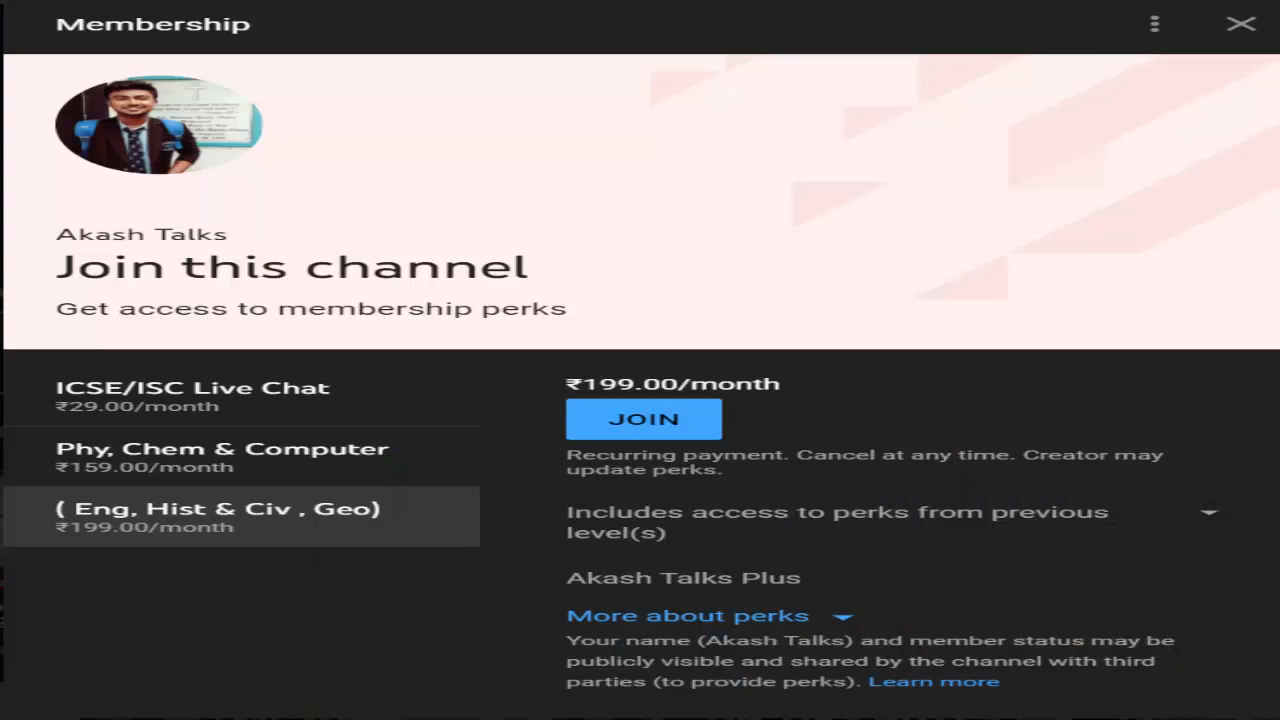 Membership
Akash Talks
Join this channel
Get access to membership perks
ICSE/ISC Live Chat
₹29.00/month
Phy, Chem & Computer
₹159.00/month
( Eng, Hist & Civ , Geo)
₹199.00/month
₹199.00/month
JOIN
Recurring payment. Cancel at any time. Creator may
update perks.
Includes access to perks from previous
level(s)
Akash Talks Plus
More about perks
Your name (Akash Talks) and member status may be
publicly visible and shared by the channel with third
parties (to provide perks). Learn more